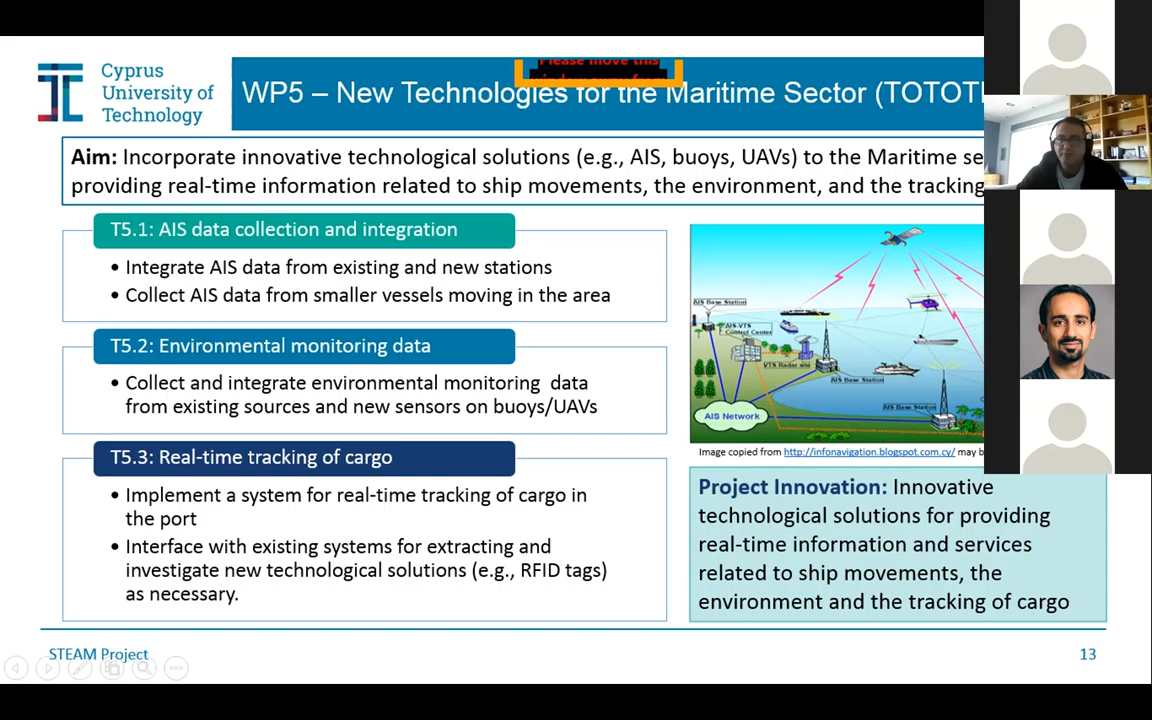 Cyprus
University of
Technology
Please move this
WP5 – New Technologies for the Maritime Sector (TOTOT
Aim: Incorporate innovative technological solutions (e.g., AIS, buoys, UAVs) to the Maritime se
providing real-time information related to ship movements, the environment, and the tracking
T5.1: AIS data collection and integration
• Integrate AIS data from existing and new stations
• Collect AIS data from smaller vessels moving in the area
T5.2: Environmental monitoring data
• Collect and integrate environmental monitoring data
from existing sources and new sensors on buoys/UAVs
T5.3: Real-time tracking of cargo
• Implement a system for real-time tracking of cargo in
the port
• Interface with existing systems for extracting and
investigate new technological solutions (e.g., RFID tags)
as necessary.
AIS Base Station
AIS-VTS
Control Center
VTS Radar site
AIS Base Station
AIS Base Station
AIS Network
Image copied from http://infonavigation.blogspot.com.cy/ may b
Project Innovation: Innovative
technological solutions for providing
real-time information and services
related to ship movements, the
environment and the tracking of cargo
STEAM Project
13